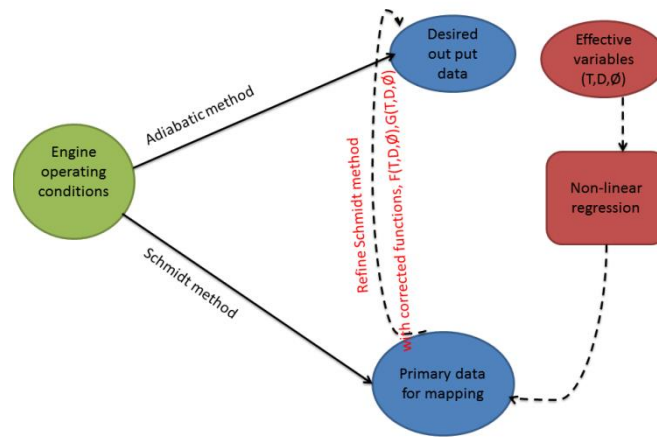 Desired
out put
data
Effective
variables
(T,D,Ø)
Adiabatic method
Engine
operating
conditions
Refine Schmidt method
with corrected functions, F(T,D,Ø),G(T,D,Ø)
Non-linear
regression
Schmidt method
Primary data
for mapping